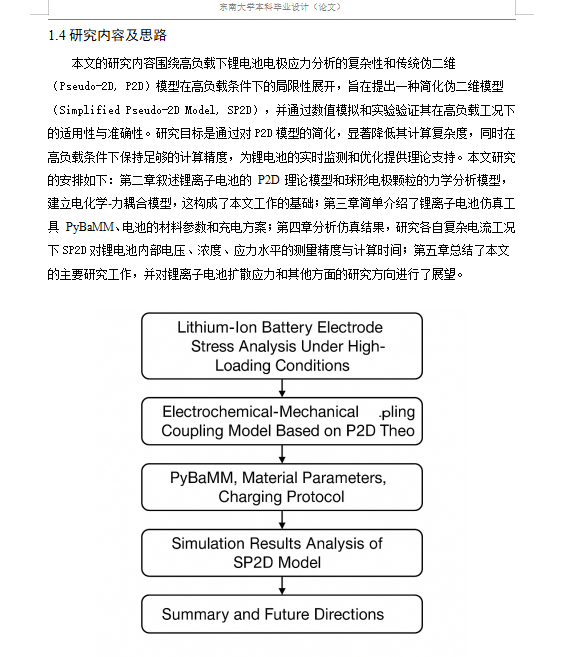 东南大学本科毕业设计（论文）
1.4 研究内容及思路
本文的研究内容围绕高负载下锂电池电极应力分析的复杂性和传统伪二维
（Pseudo-2D, P2D）模型在高负载条件下的局限性展开，旨在提出一种简化伪二维模型
（Simplified Pseudo-2D Model, SP2D），并通过数值模拟和实验验证其在高负载工况下
的适用性与准确性。研究目标是通过对 P2D 模型的简化，显著降低其计算复杂度，同时在
高负载条件下保持足够的计算精度，为锂电池的实时监测和优化提供理论支持。本文研究
的安排如下：第二章叙述锂离子电池的 P2D 理论模型和球形电极颗粒的力学分析模型，
建立电化学-力耦合模型，这构成了本文工作的基础；第三章简单介绍了锂离子电池仿真工
具 PyBaMM、电池的材料参数和充电方案；第四章分析仿真结果，研究各自复杂电流工况
下 SP2D 对锂电池内部电压、浓度、应力水平的测量精度与计算时间；第五章总结了本文
的主要研究工作，并对锂离子电池扩散应力和其他方面的研究方向进行了展望。
Lithium-Ion Battery Electrode
Stress Analysis Under High-
Loading Conditions
Electrochemical-Mechanical .pling
Coupling Model Based on P2D Theo
PyBaMM, Material Parameters,
Charging Protocol
Simulation Results Analysis of
SP2D Model
Summary and Future Directions